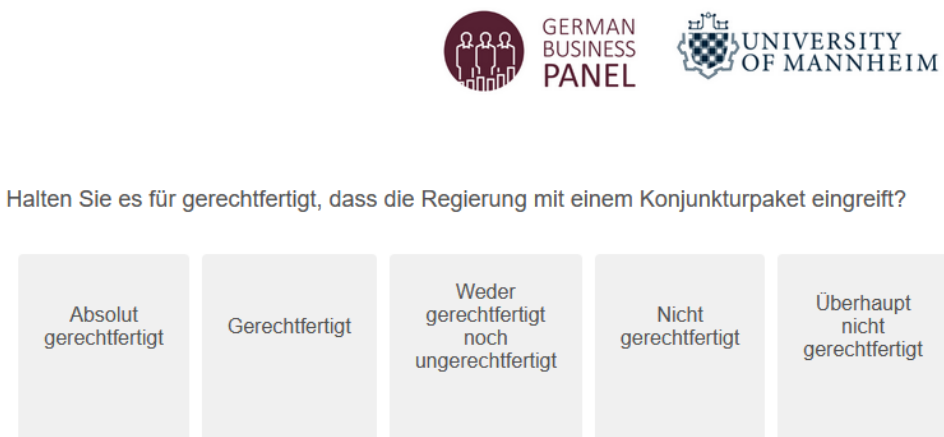 GERMAN
BUSINESS
PANEL
UNIVERSITY
OF MANNHEIM
Halten Sie es für gerechtfertigt, dass die Regierung mit einem Konjunkturpaket eingreift?
Absolut
gerechtfertigt
Gerechtfertigt
Weder
gerechtfertigt
noch
ungerechtfertigt
Nicht
gerechtfertigt
Überhaupt
nicht
gerechtfertigt